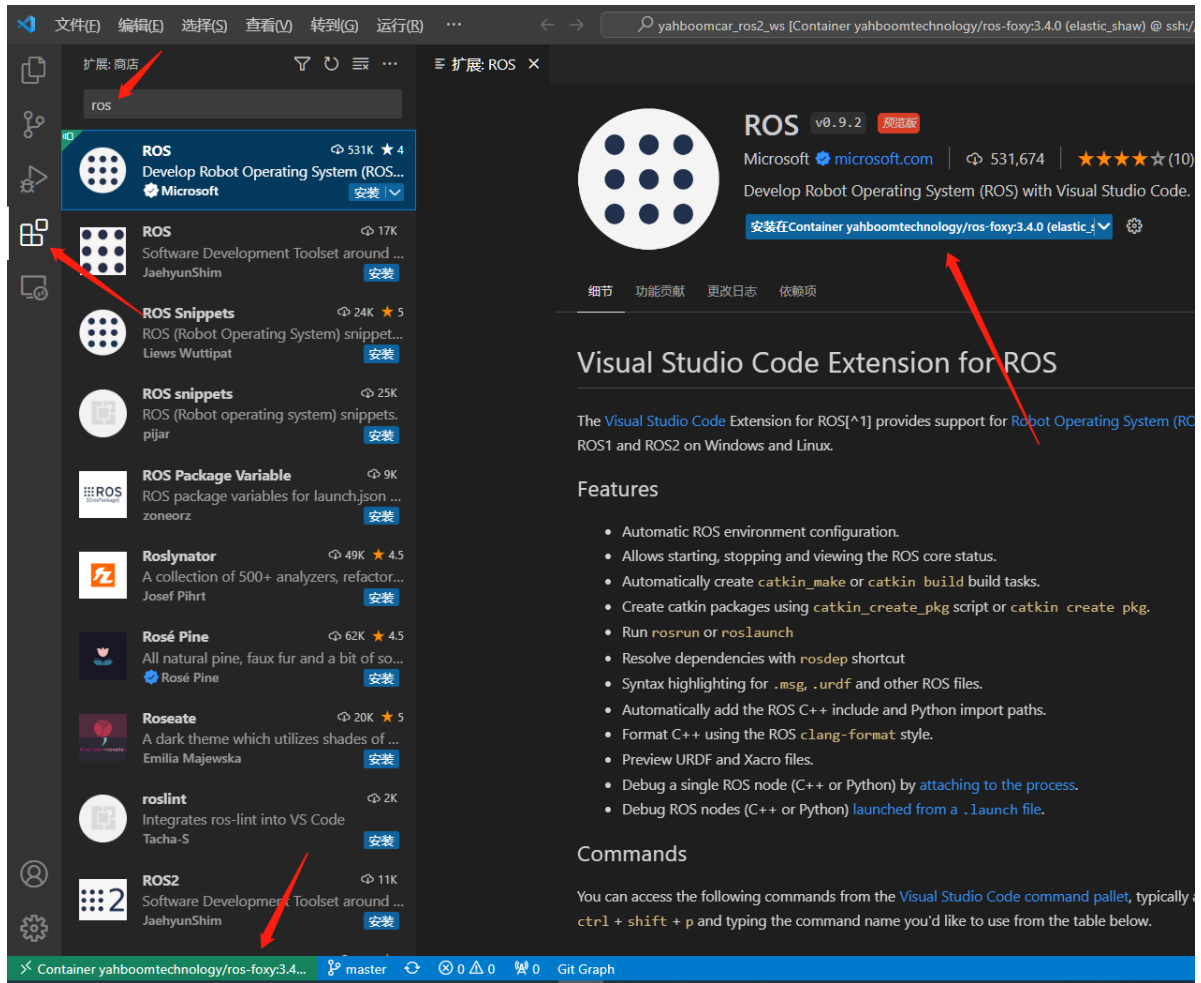 文件(F) 编辑(E) 选择(S) 查看(V) 转到(G) 运行(R) ···
yahboomcar_ros2_ws [Container yahboomtechnology/ros-foxy:3.4.0 (elastic_shaw) @ ssh:/
扩展: 商店
ros
ROS 531K ★ 4
Develop Robot Operating System (ROS...
Microsoft 安装
ROS 17K
Software Development Toolset around ...
JaehyunShim 安装
ROS Snippets 24K ★ 5
ROS (Robot Operating System) snippet...
Liews Wuttipat 安装
ROS snippets 25K
ROS (Robot operating system) snippets.
pijar 安装
ROS Package Variable 9K
ROS package variables for launch.json ...
zoneorz 安装
Roslynator 49K ★ 4.5
A collection of 500+ analyzers, refactor...
Josef Pihrt 安装
Rosé Pine 62K ★ 4.5
All natural pine, faux fur and a bit of so...
Rosé Pine 安装
Roseate 20K ★ 5
A dark theme which utilizes shades of ...
Emilia Majewska 安装
roslint 2K
Integrates ros-lint into VS Code
Tacha-S 安装
ROS2 11K
Software Development Toolset around ...
JaehyunShim 安装
扩展: ROS
ROS v0.9.2 预览版
Microsoft microsoft.com 531,674 ★★★★☆(10)
Develop Robot Operating System (ROS) with Visual Studio Code.
安装在Container yahboomtechnology/ros-foxy:3.4.0 (elastic_s
细节 功能贡献 更改日志 依赖项
Visual Studio Code Extension for ROS
The Visual Studio Code Extension for ROS[^1] provides support for Robot Operating System (RO
ROS1 and ROS2 on Windows and Linux.
Features
• Automatic ROS environment configuration.
• Allows starting, stopping and viewing the ROS core status.
• Automatically create catkin_make or catkin build build tasks.
• Create catkin packages using catkin_create_pkg script or catkin create pkg.
• Run rosrun or roslaunch
• Resolve dependencies with rosdep shortcut
• Syntax highlighting for .msg, .urdf and other ROS files.
• Automatically add the ROS C++ include and Python import paths.
• Format C++ using the ROS clang-format style.
• Preview URDF and Xacro files.
• Debug a single ROS node (C++ or Python) by attaching to the process.
• Debug ROS nodes (C++ or Python) launched from a .launch file.
Commands
You can access the following commands from the Visual Studio Code command pallet, typically a
ctrl + shift + p and typing the command name you'd like to use from the table below.
Container yahboomtechnology/ros-foxy:3.4... master 0 0 0 Git Graph